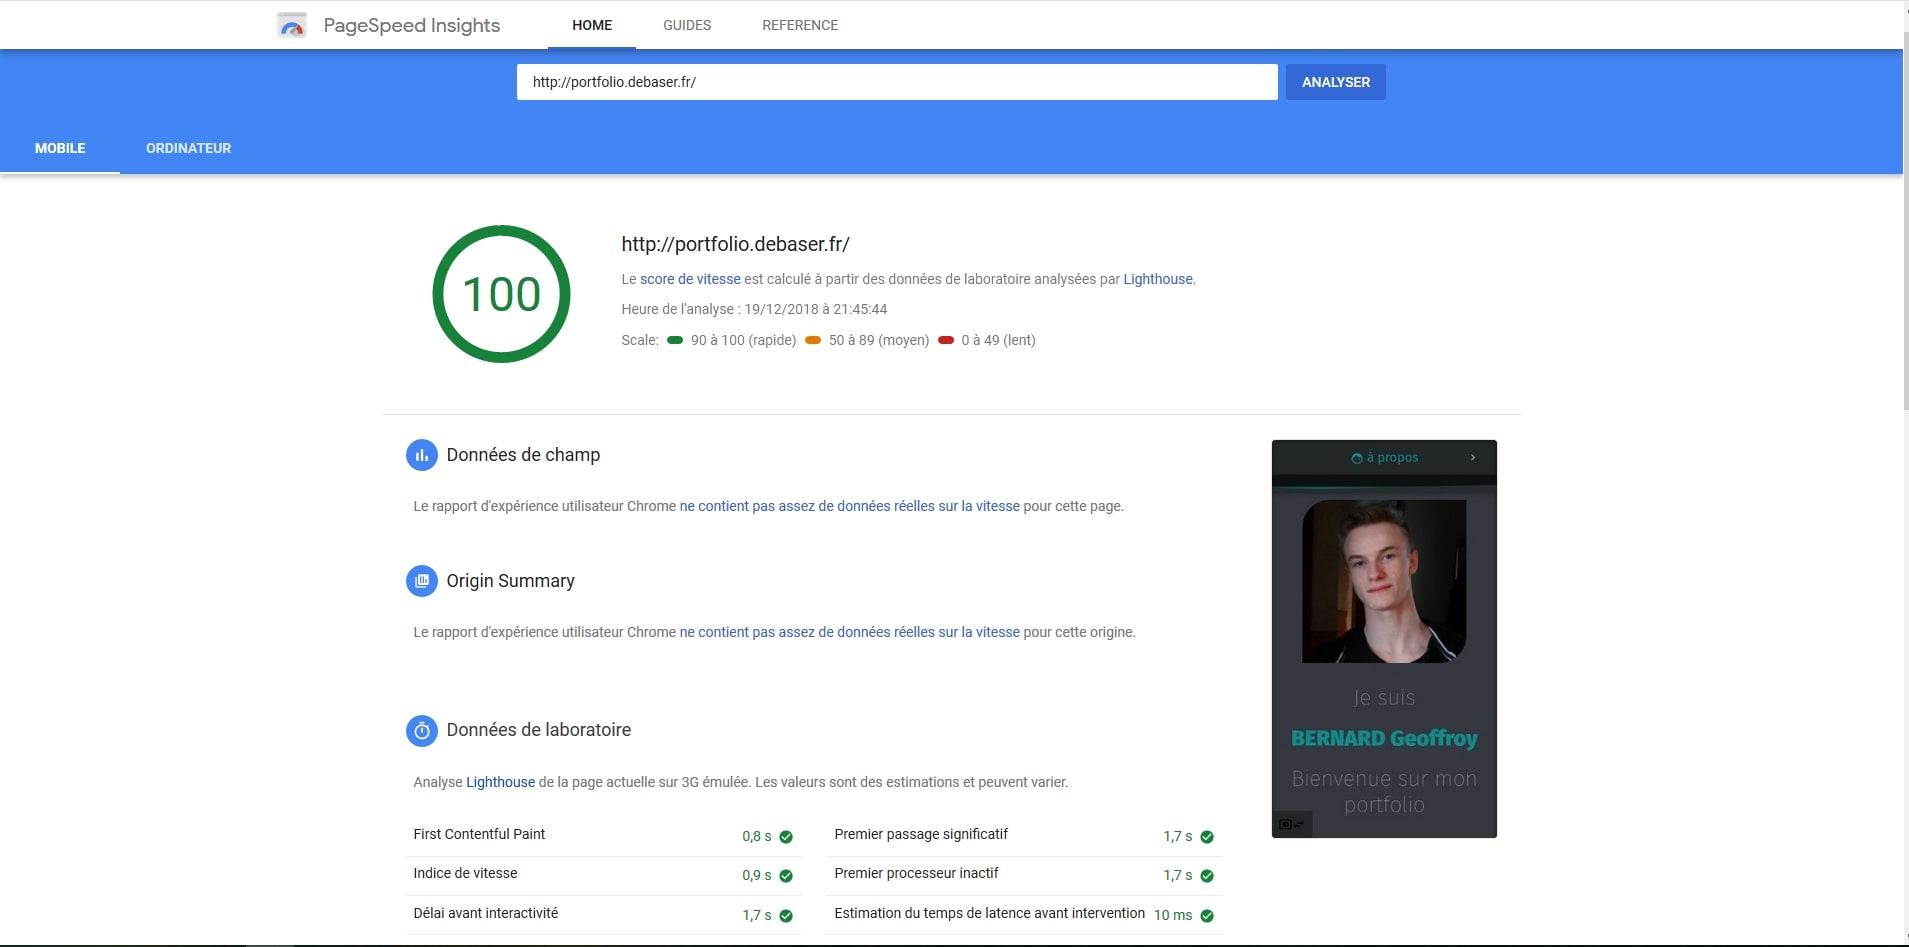 PageSpeed Insights
HOME
GUIDES
REFERENCE
http://portfolio.debaser.fr/
ANALYSER
MOBILE
ORDINATEUR
100
http://portfolio.debaser.fr/
Le score de vitesse est calculé à partir des données de laboratoire analysées par Lighthouse.
Heure de l'analyse : 19/12/2018 à 21:45:44
Scale: 90 à 100 (rapide) 50 à 89 (moyen) 0 à 49 (lent)
Données de champ
Le rapport d'expérience utilisateur Chrome ne contient pas assez de données réelles sur la vitesse pour cette page.
Origin Summary
Le rapport d'expérience utilisateur Chrome ne contient pas assez de données réelles sur la vitesse pour cette origine.
Données de laboratoire
Analyse Lighthouse de la page actuelle sur 3G émulée. Les valeurs sont des estimations et peuvent varier.
First Contentful Paint 0,8 s
Premier passage significatif 1,7 s
Indice de vitesse 0,9 s
Premier processeur inactif 1,7 s
Délai avant interactivité 1,7 s
Estimation du temps de latence avant intervention 10 ms
à propos
Je suis
BERNARD Geoffroy
Bienvenue sur mon
portfolio